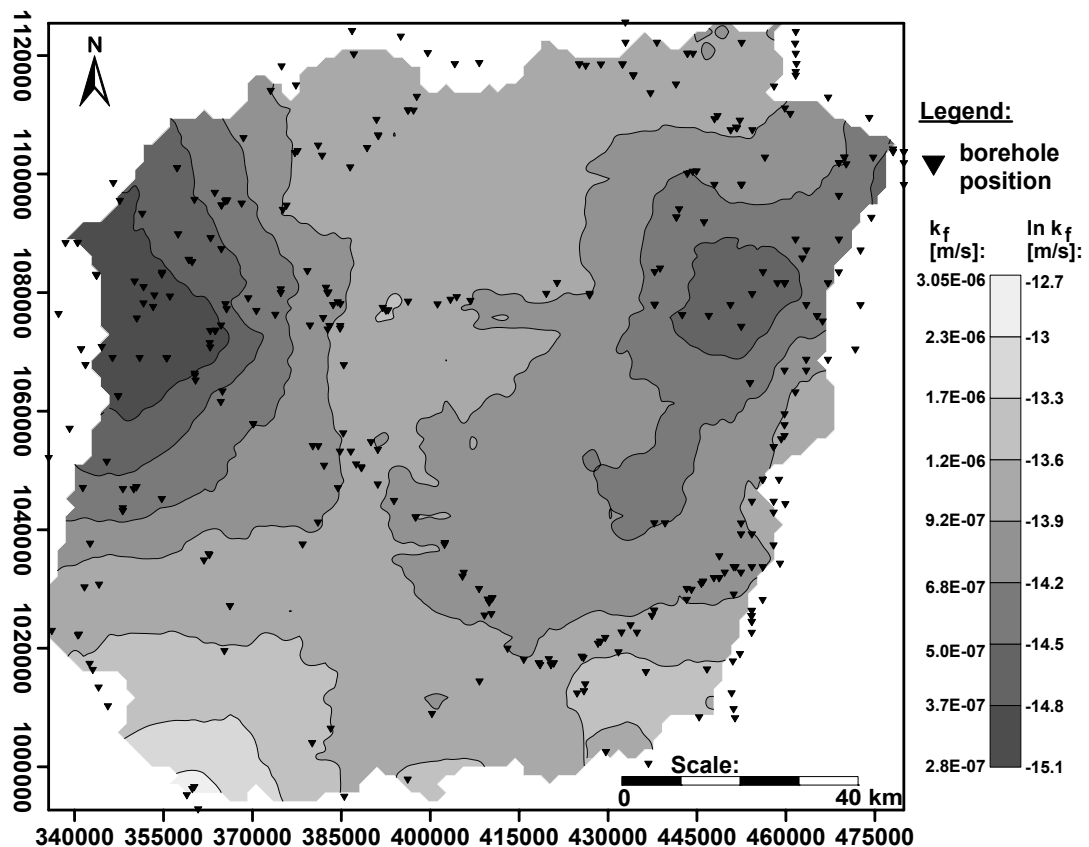 1120000
1100000
1080000
1060000
1040000
1020000
1000000
N
Scale:
0 40 km
340000 355000 370000 385000 400000 415000 430000 445000 460000 475000
Legend:
borehole
position
k_f ln k_f
[m/s]: [m/s]:
3.05E-06 -12.7
2.3E-06 -13
1.7E-06 -13.3
1.2E-06 -13.6
9.2E-07 -13.9
6.8E-07 -14.2
5.0E-07 -14.5
3.7E-07 -14.8
2.8E-07 -15.1